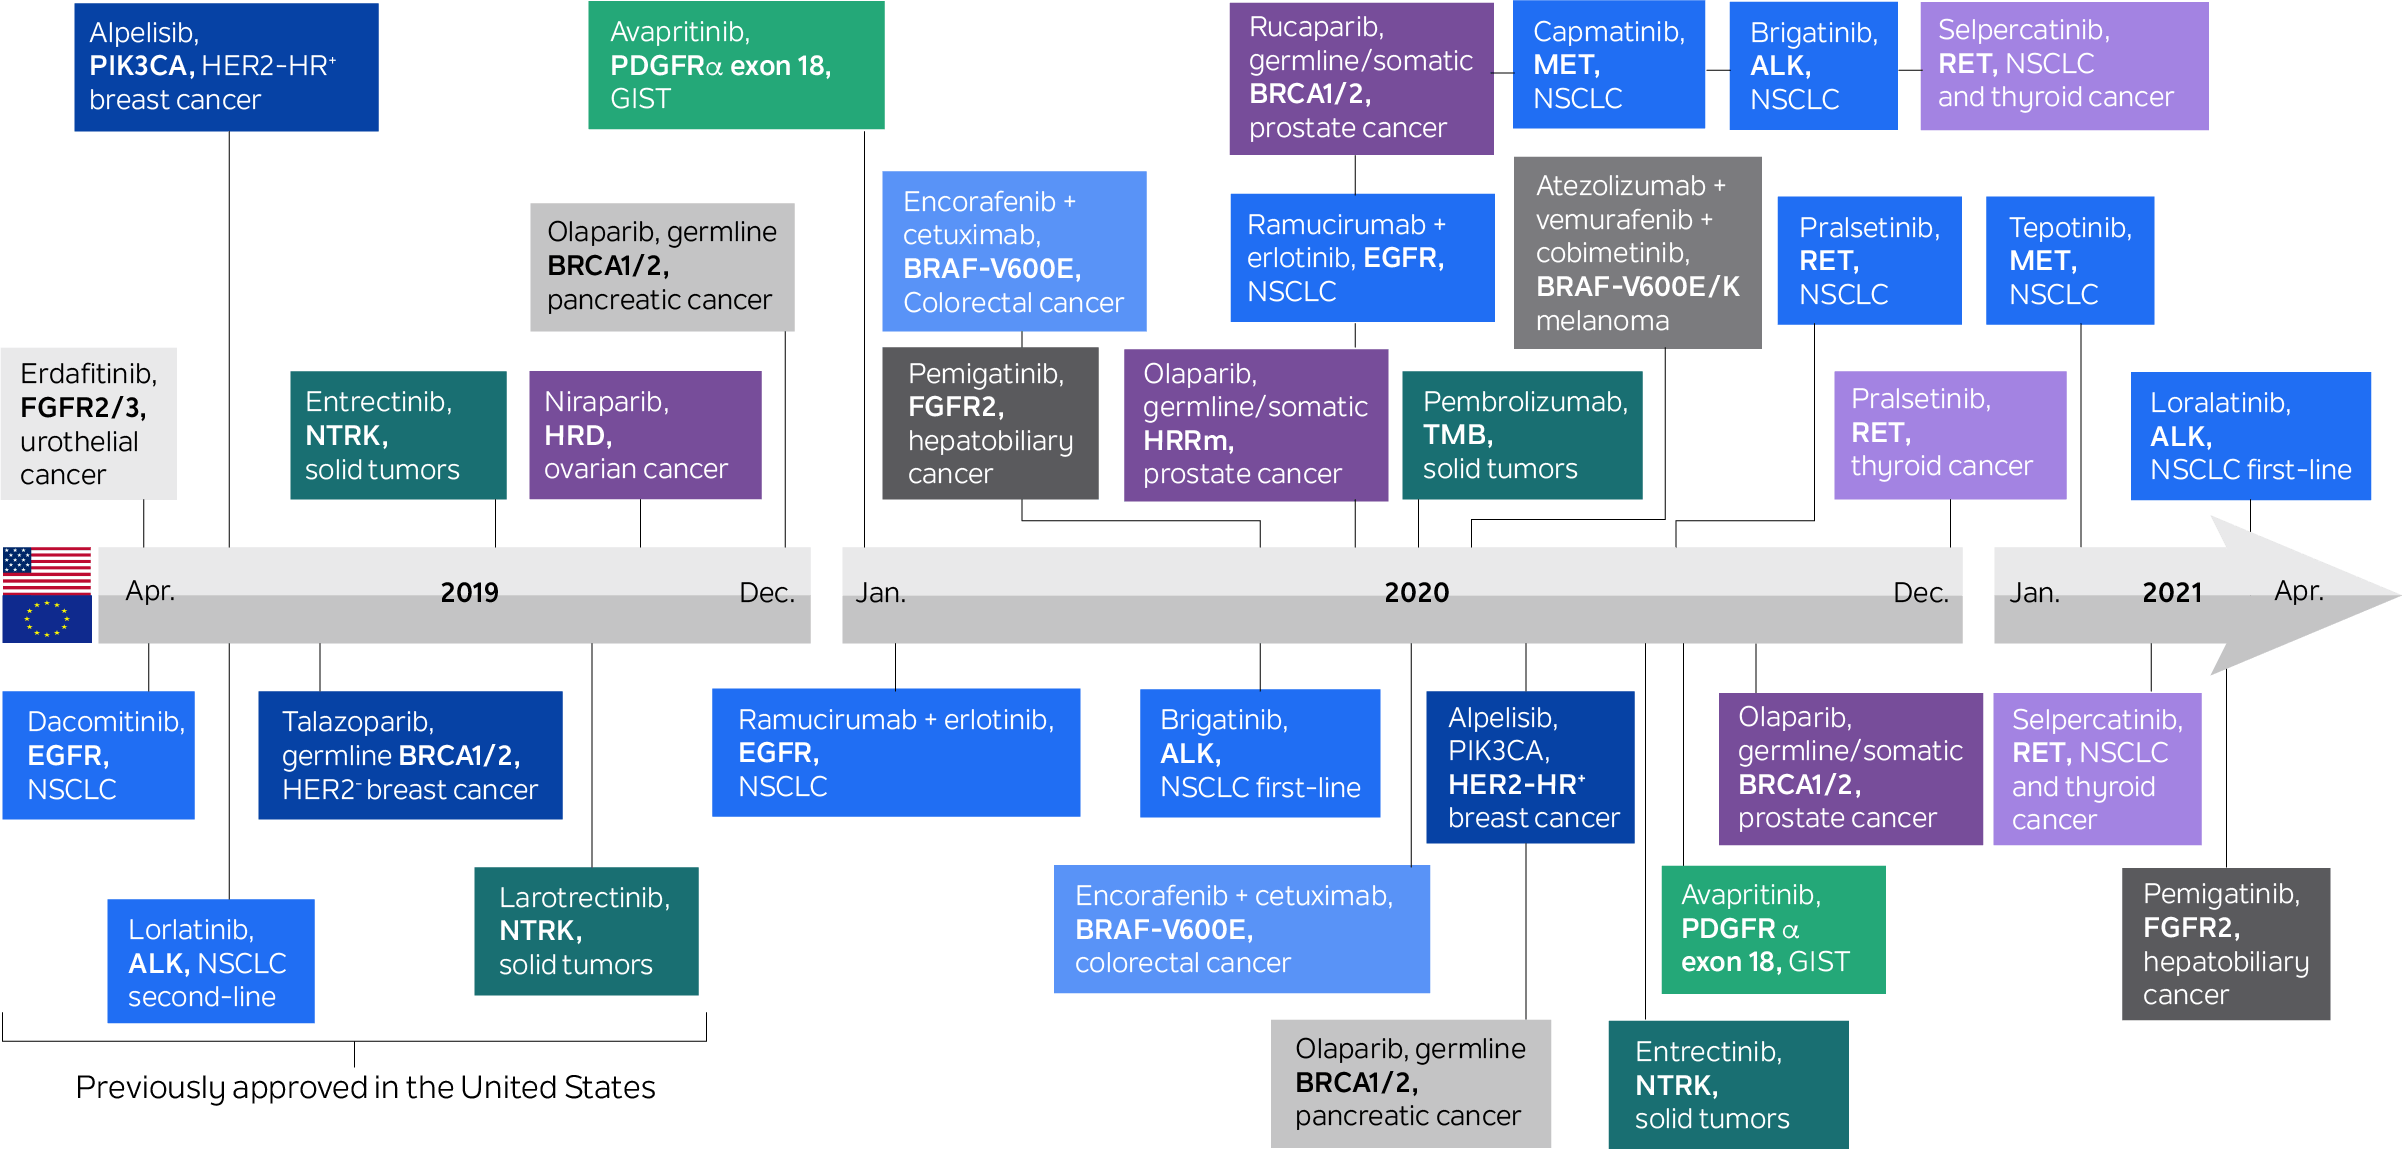 Alpelisib,
PIK3CA, HER2-HR⁺
breast cancer
Avapritinib,
PDGFRα exon 18,
GIST
Rucaparib,
germline/somatic
BRCA1/2,
prostate cancer
Capmatinib,
MET,
NSCLC
Brigatinib,
ALK,
NSCLC
Selpercatinib,
RET, NSCLC
and thyroid cancer
Olaparib, germline
BRCA1/2,
pancreatic cancer
Encorafenib +
cetuximab,
BRAF-V600E,
Colorectal cancer
Ramucirumab +
erlotinib, EGFR,
NSCLC
Atezolizumab +
vemurafenib +
cobimetinib,
BRAF-V600E/K
melanoma
Pralsetinib,
RET,
NSCLC
Tepotinib,
MET,
NSCLC
Erdafitinib,
FGFR2/3,
urothelial
cancer
Entrectinib,
NTRK,
solid tumors
Niraparib,
HRD,
ovarian cancer
Pemigatinib,
FGFR2,
hepatobiliary
cancer
Olaparib,
germline/somatic
HRRm,
prostate cancer
Pembrolizumab,
TMB,
solid tumors
Pralsetinib,
RET,
thyroid cancer
Loralatinib,
ALK,
NSCLC first-line
Apr. 2019 Dec. Jan. 2020 Dec. Jan. 2021 Apr.
Dacomitinib,
EGFR,
NSCLC
Talazoparib,
germline BRCA1/2,
HER2⁻ breast cancer
Ramucirumab + erlotinib,
EGFR,
NSCLC
Brigatinib,
ALK,
NSCLC first-line
Alpelisib,
PIK3CA,
HER2-HR⁺
breast cancer
Olaparib,
germline/somatic
BRCA1/2,
prostate cancer
Selpercatinib,
RET, NSCLC
and thyroid
cancer
Lorlatinib,
ALK, NSCLC
second-line
Larotrectinib,
NTRK,
solid tumors
Encorafenib + cetuximab,
BRAF-V600E,
colorectal cancer
Avapritinib,
PDGFR α
exon 18, GIST
Pemigatinib,
FGFR2,
hepatobiliary
cancer
Olaparib, germline
BRCA1/2,
pancreatic cancer
Entrectinib,
NTRK,
solid tumors
Previously approved in the United States